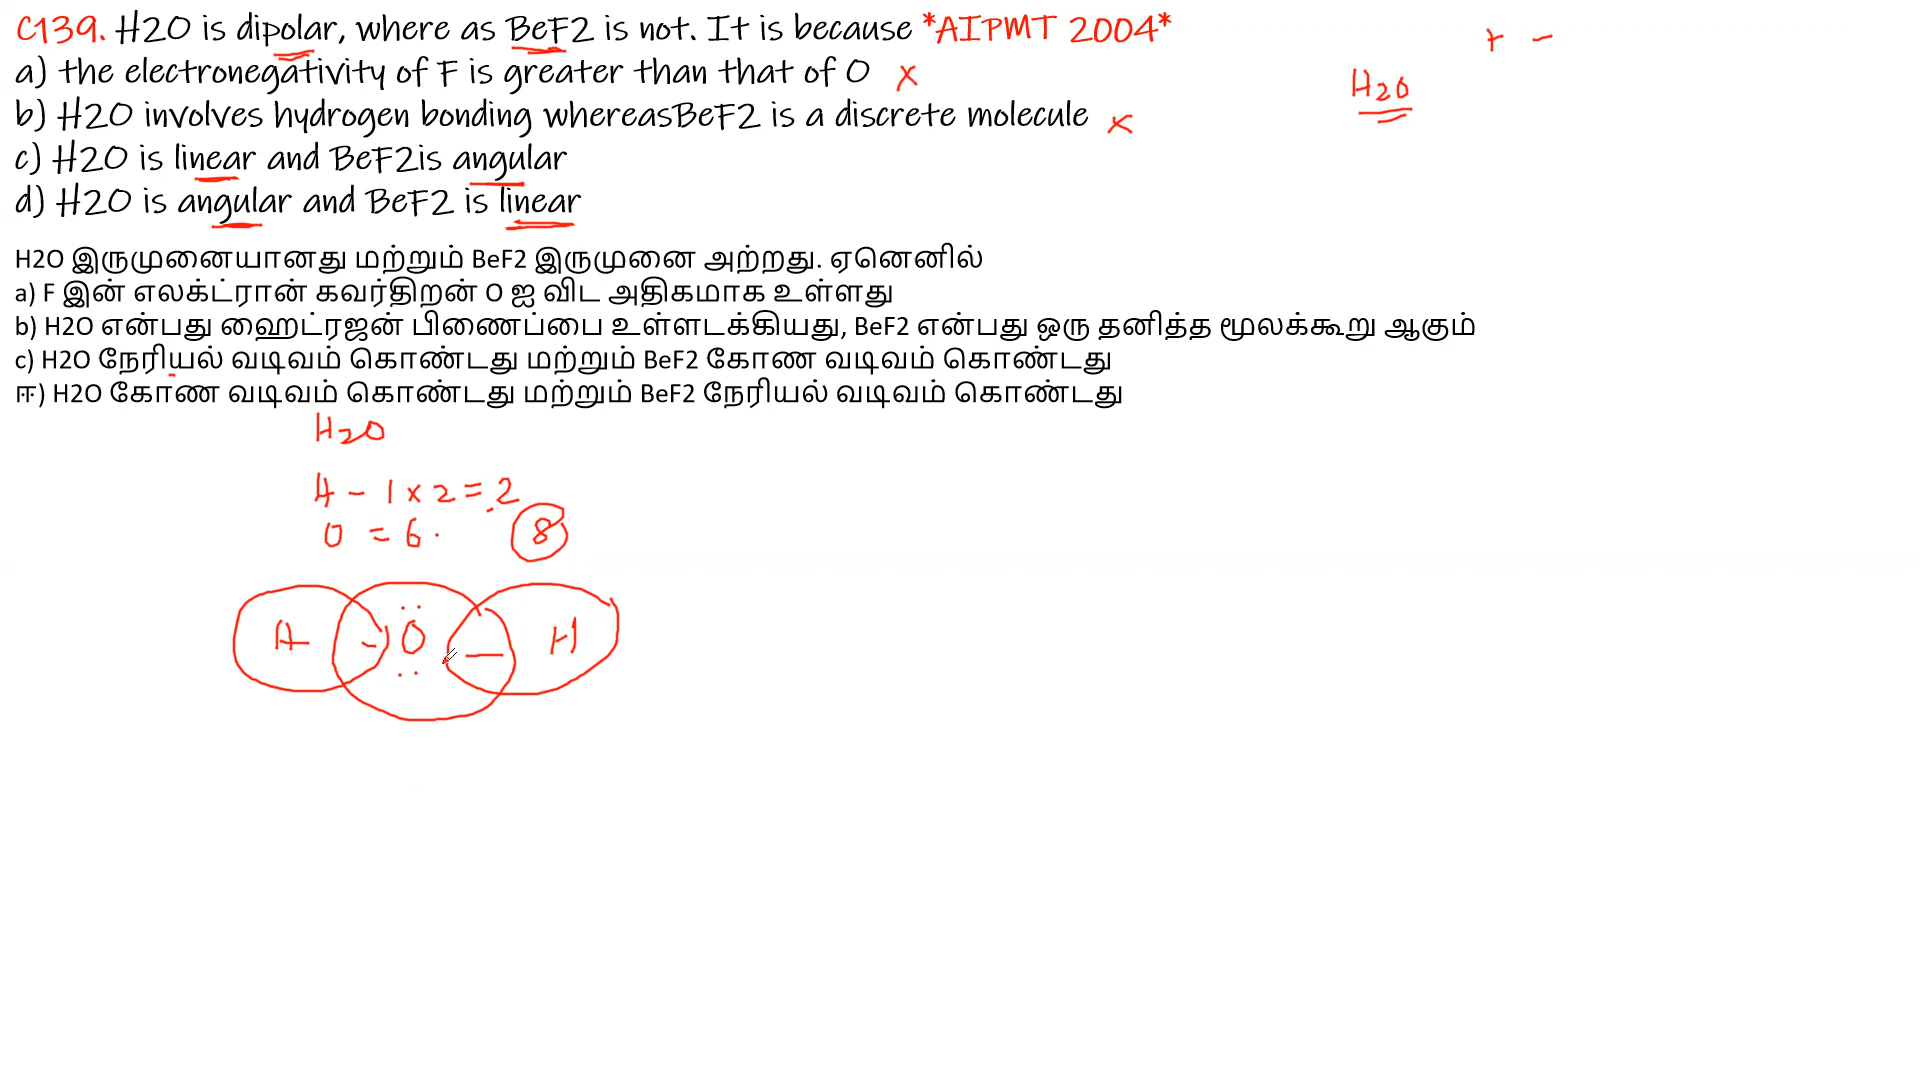 C139. H2O is dipolar, where as BeF2 is not. It is because *AIPMT 2004*
a) the electronegativity of F is greater than that of O x
b) H2O involves hydrogen bonding whereasBeF2 is a discrete molecule x
c) H2O is linear and BeF2is angular
d) H2O is angular and BeF2 is linear
+ -
H2O
H2O இருமுனையானது மற்றும் BeF2 இருமுனை அற்றது. ஏனெனில்
a) F இன் எலக்ட்ரான் கவர்திறன் O ஐ விட அதிகமாக உள்ளது
b) H2O என்பது ஹைட்ரஜன் பிணைப்பை உள்ளடக்கியது, BeF2 என்பது ஒரு தனித்த மூலக்கூறு ஆகும்
c) H2O நேரியல் வடிவம் கொண்டது மற்றும் BeF2 கோண வடிவம் கொண்டது
ஈ) H2O கோண வடிவம் கொண்டது மற்றும் BeF2 நேரியல் வடிவம் கொண்டது
H2O
4 - 1 x 2 = 2
O = 6. 8
H - O - H